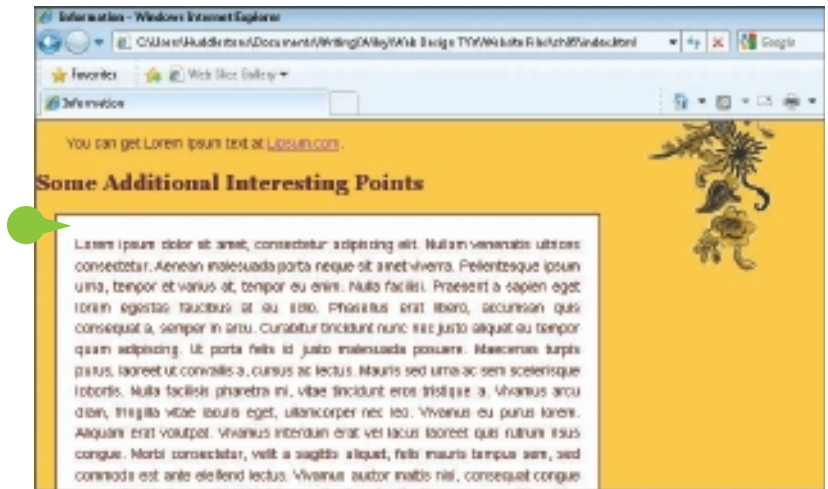 Information - Windows Internet Explorer
Google
Favorites Web Slice Gallery
Information
You can get Lorem Ipsum text at Lipsum.com.
Some Additional Interesting Points
Lorem ipsum dolor sit amet, consectetur adipiscing elit. Nullam venenatis ultrices
consectetur. Aenean malesuada porta neque sit amet viverra. Pellentesque ipsum
urna, tempor et varius at, tempor eu enim. Nulla facilisi. Praesent a sapien eget
lorem egestas faucibus at eu odio. Phasellus erat libero, accumsan quis
consequat a, semper in arcu. Curabitur tincidunt nunc nec justo aliquet eu tempor
quam adipiscing. Ut porta felis id justo malesuada posuere. Maecenas turpis
purus, laoreet ut convallis a, cursus ac lectus. Mauris sed urna ac sem scelerisque
lobortis. Nulla facilisis pharetra mi, vitae tincidunt eros tristique a. Vivamus arcu
diam, fringilla vitae iaculis eget, ullamcorper nec leo. Vivamus eu purus lorem.
Aliquam erat volutpat. Vivamus interdum erat vel lacus laoreet quis rutrum risus
congue. Morbi consectetur, velit a sagittis aliquet, felis mauris tempus sem, sed
commodo est ante eleifend lectus. Vivamus auctor mattis nisl, consequat congue